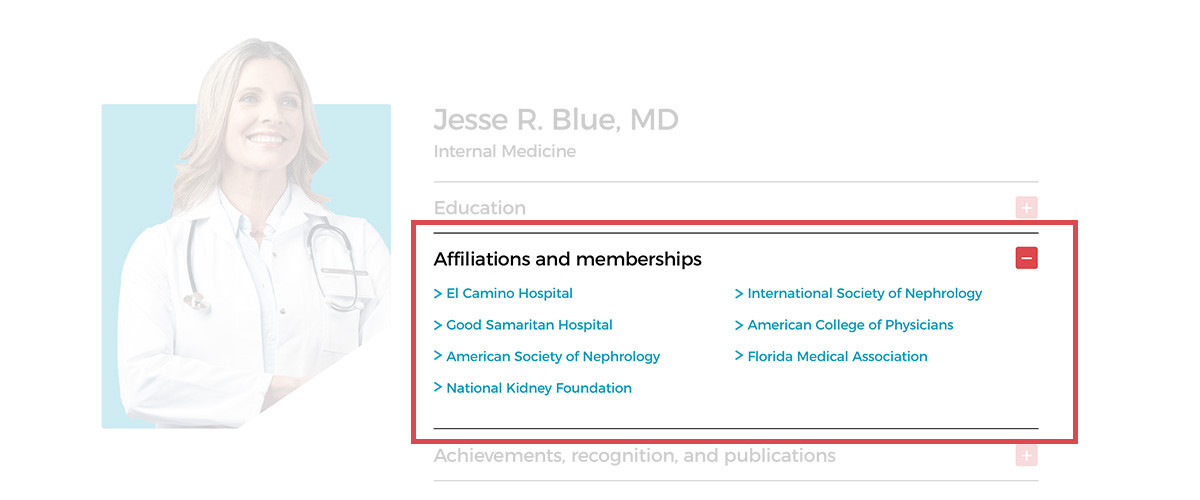 Jesse R. Blue, MD
Internal Medicine
Education
Affiliations and memberships
> El Camino Hospital
> Good Samaritan Hospital
> American Society of Nephrology
> National Kidney Foundation
> International Society of Nephrology
> American College of Physicians
> Florida Medical Association
Achievements, recognition, and publications